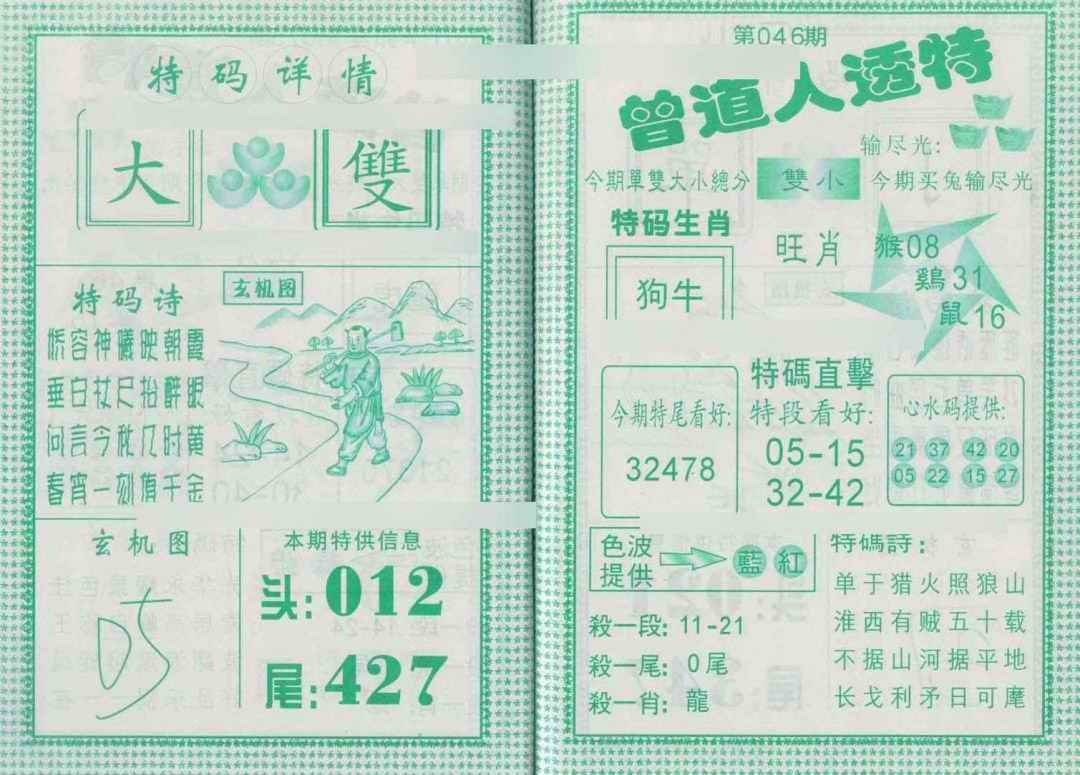 特码详情
大 雙
特码诗
玄机图
娇容神曦映朝霞
垂白杖尺抬醉眼
问言今秋几时黄
春宵一刻值千金
玄机图
本期特供信息
头:012
尾:427
第046期
曾道人透特
输尽光:
今期單雙大小總分 雙小 今期买兔输尽光
特码生肖
狗牛
旺肖
猴08
鷄31
鼠16
今期特尾看好:
32478
特碼直擊
特段看好:
05-15
32-42
心水码提供:
21 37 42 20
05 22 15 27
色波
提供
藍 紅
殺一段: 11-21
殺一尾: 0尾
殺一肖: 龍
特碼詩:
单于猎火照狼山
淮西有贼五十载
不据山河据平地
长戈利矛日可麾